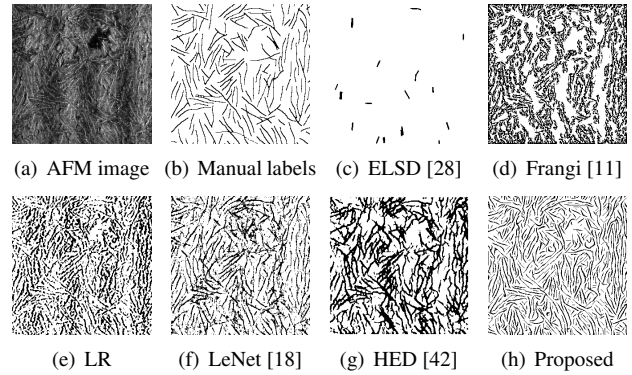 (a) AFM image (b) Manual labels (c) ELSD [28] (d) Frangi [11]
(e) LR (f) LeNet [18] (g) HED [42] (h) Proposed